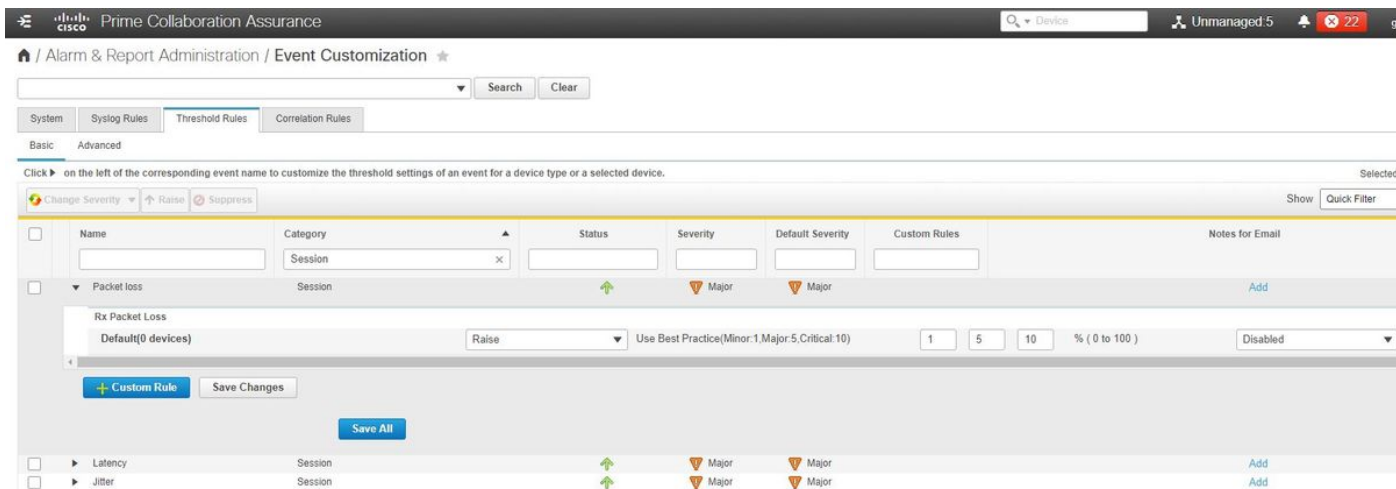 cisco Prime Collaboration Assurance Device Unmanaged:5 22
/ Alarm & Report Administration / Event Customization
Search Clear
System Syslog Rules Threshold Rules Correlation Rules
Basic Advanced
Click on the left of the corresponding event name to customize the threshold settings of an event for a device type or a selected device. Selected
Change Severity Raise Suppress Show Quick Filter
Name Category Status Severity Default Severity Custom Rules Notes for Email
Session
Packet loss Session Major Major Add
Rx Packet Loss
Default(0 devices) Raise Use Best Practice(Minor:1,Major:5,Critical:10) 1 5 10 % ( 0 to 100 ) Disabled
Custom Rule Save Changes
Save All
Latency Session Major Major Add
Jitter Session Major Major Add